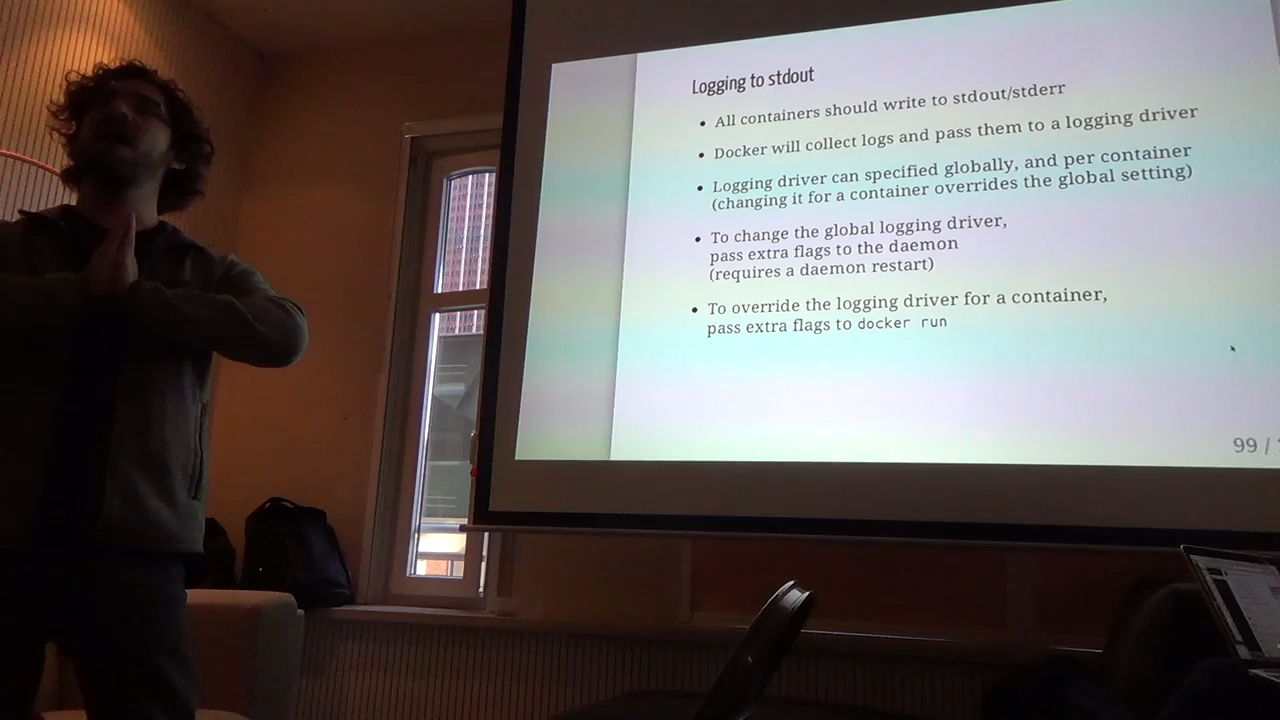 Logging to stdout
• All containers should write to stdout/stderr
• Docker will collect logs and pass them to a logging driver
• Logging driver can specified globally, and per container
(changing it for a container overrides the global setting)
• To change the global logging driver,
pass extra flags to the daemon
(requires a daemon restart)
• To override the logging driver for a container,
pass extra flags to docker run
99 /